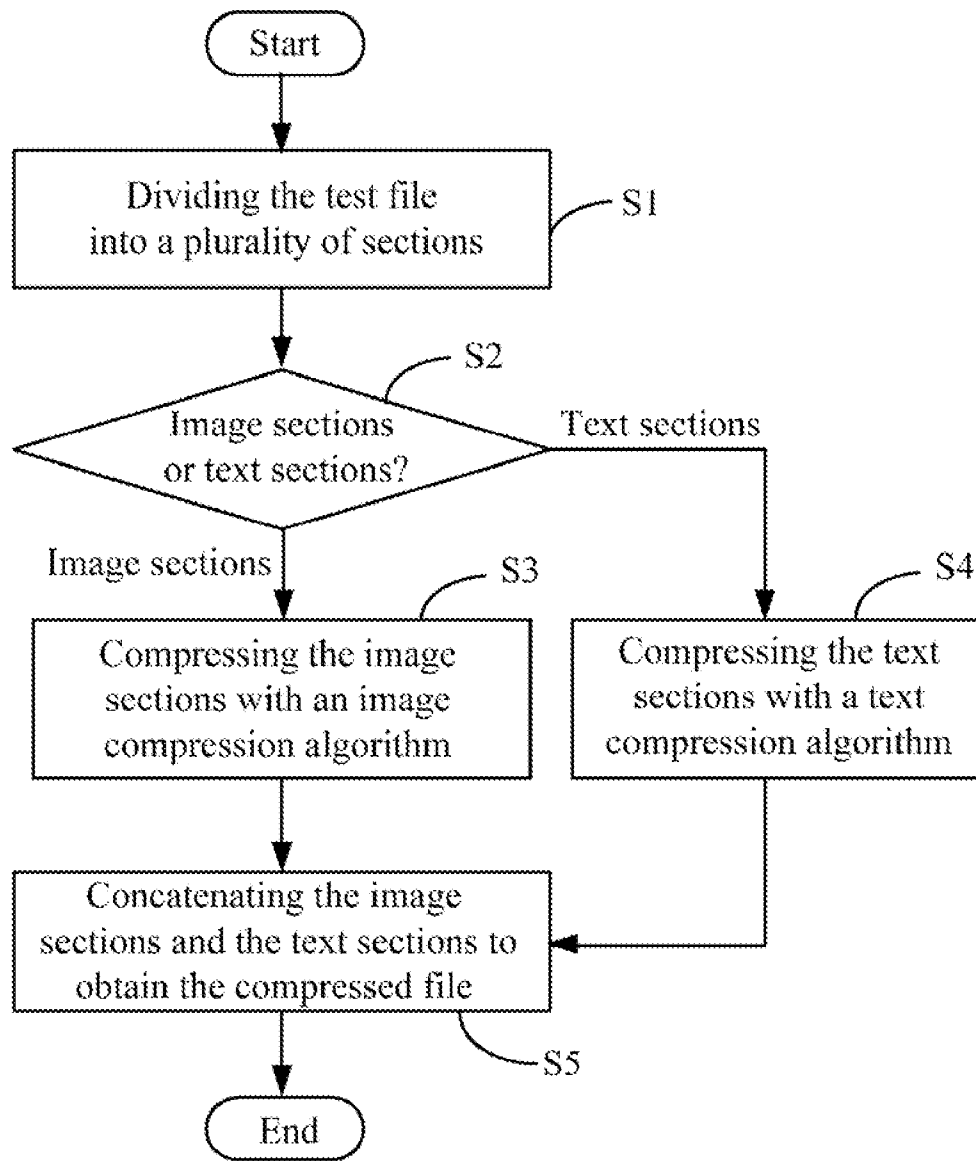 Start
Dividing the test file
into a plurality of sections
S1
S2
Image sections
or text sections?
Text sections
Image sections
S3
S4
Compressing the image
sections with an image
compression algorithm
Compressing the text
sections with a text
compression algorithm
Concatenating the image
sections and the text sections to
obtain the compressed file
S5
End